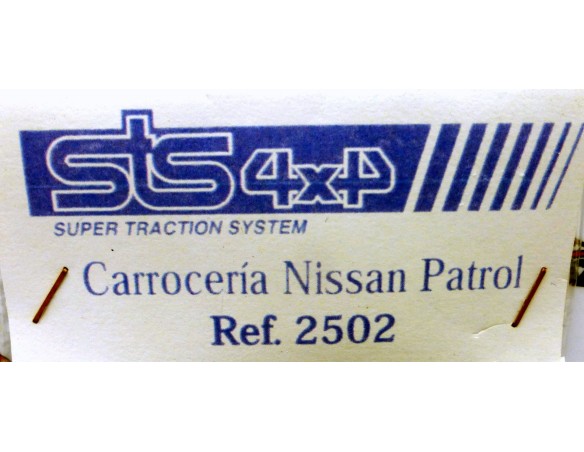 sts 4x4
SUPER TRACTION SYSTEM
Carrocería Nissan Patrol
Ref. 2502